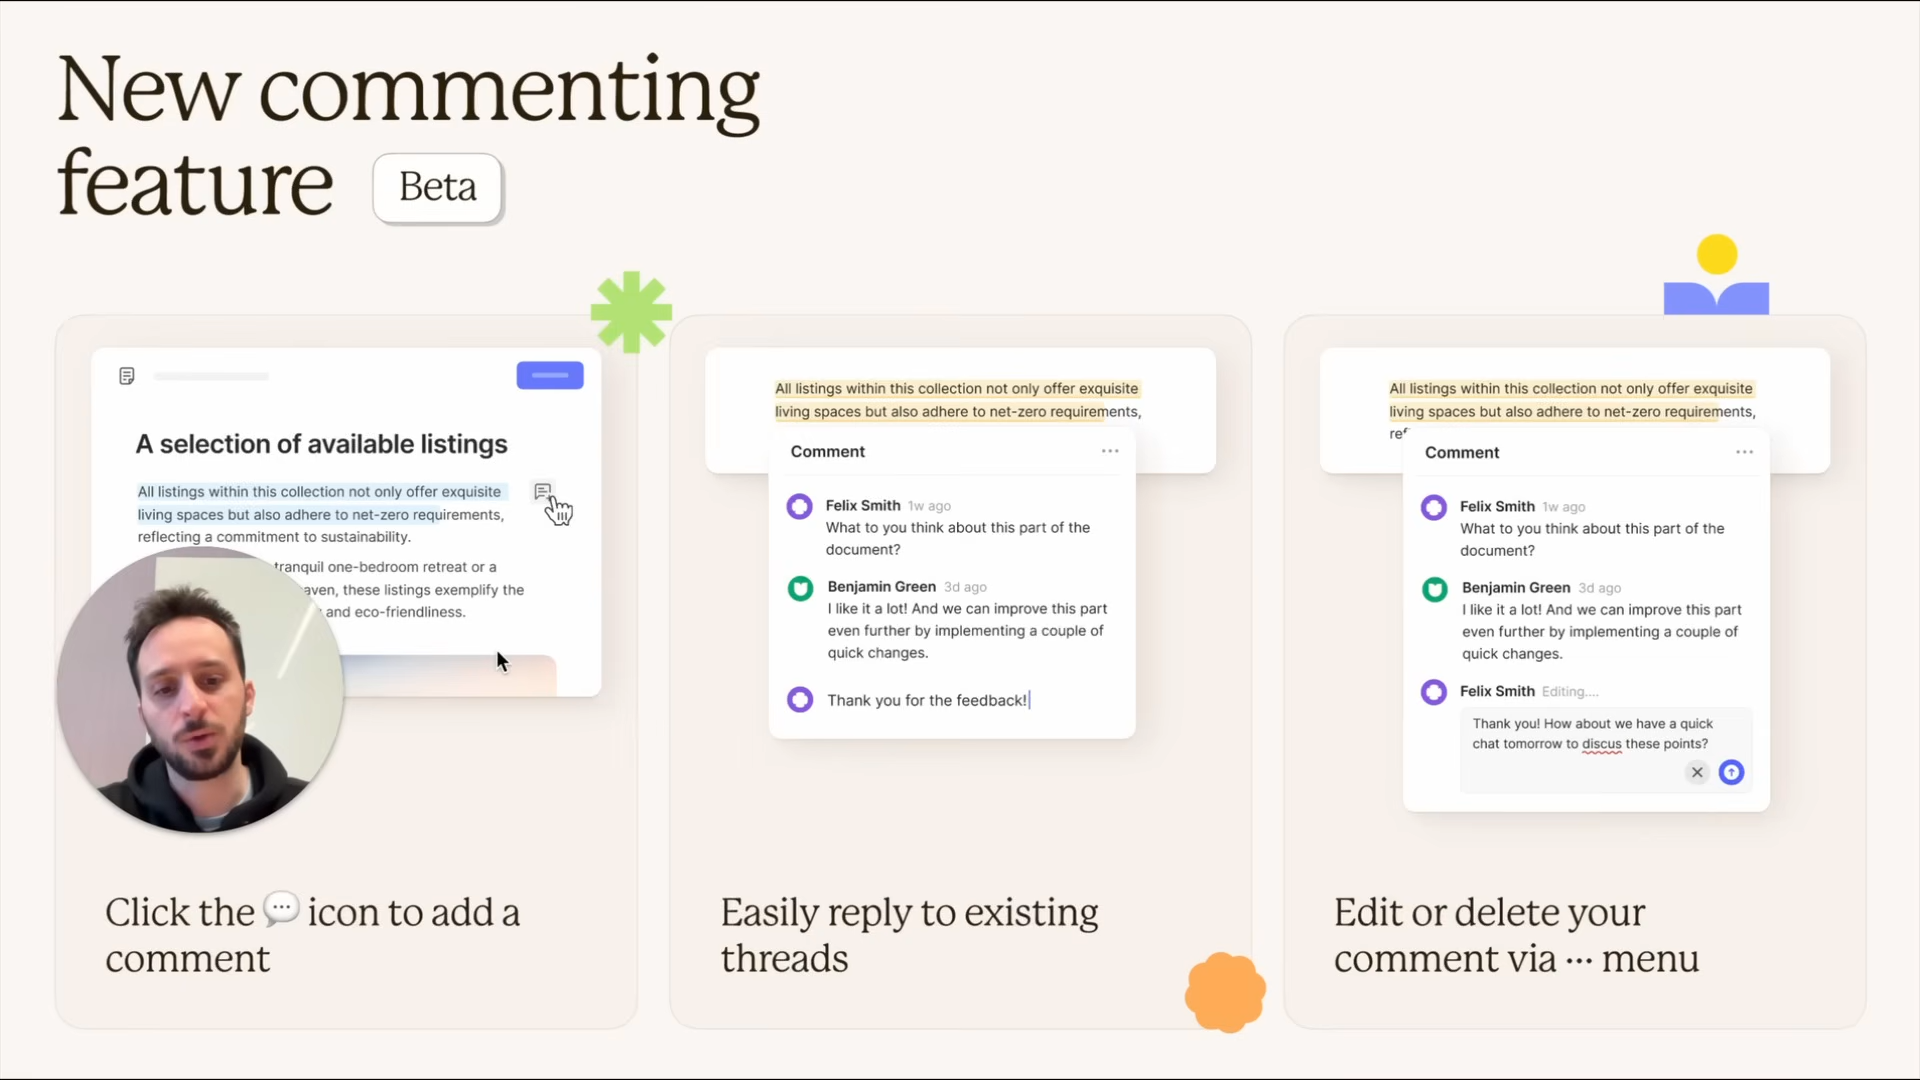 New commenting
feature
Beta
A selection of available listings
All listings within this collection not only offer exquisite
living spaces but also adhere to net-zero requirements,
reflecting a commitment to sustainability.
tranquil one-bedroom retreat or a
these listings exemplify the
and eco-friendliness.
Click the 💬 icon to add a
comment
All listings within this collection not only offer exquisite
living spaces but also adhere to net-zero requirements,
Comment
Felix Smith 1w ago
What to you think about this part of the
document?
Benjamin Green 3d ago
I like it a lot! And we can improve this part
even further by implementing a couple of
quick changes.
Thank you for the feedback!
Easily reply to existing
threads
All listings within this collection not only offer exquisite
living spaces but also adhere to net-zero requirements,
Comment
Felix Smith 1w ago
What to you think about this part of the
document?
Benjamin Green 3d ago
I like it a lot! And we can improve this part
even further by implementing a couple of
quick changes.
Felix Smith Editing....
Thank you! How about we have a quick
chat tomorrow to discus these points?
Edit or delete your
comment via ··· menu